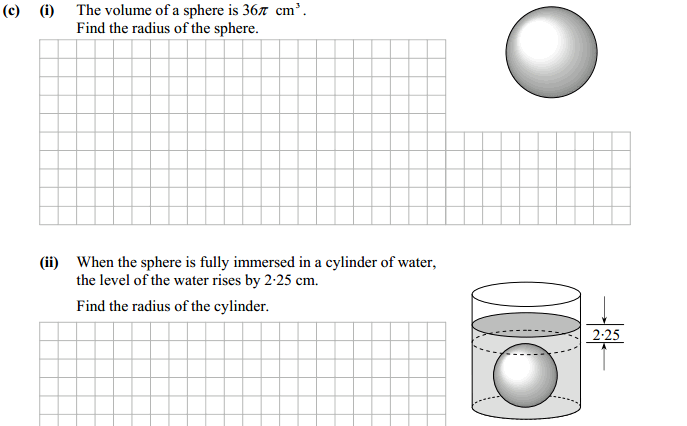 (c) (i) The volume of a sphere is 36π cm³.
Find the radius of the sphere.
(ii) When the sphere is fully immersed in a cylinder of water,
the level of the water rises by 2·25 cm.
Find the radius of the cylinder.
2·25